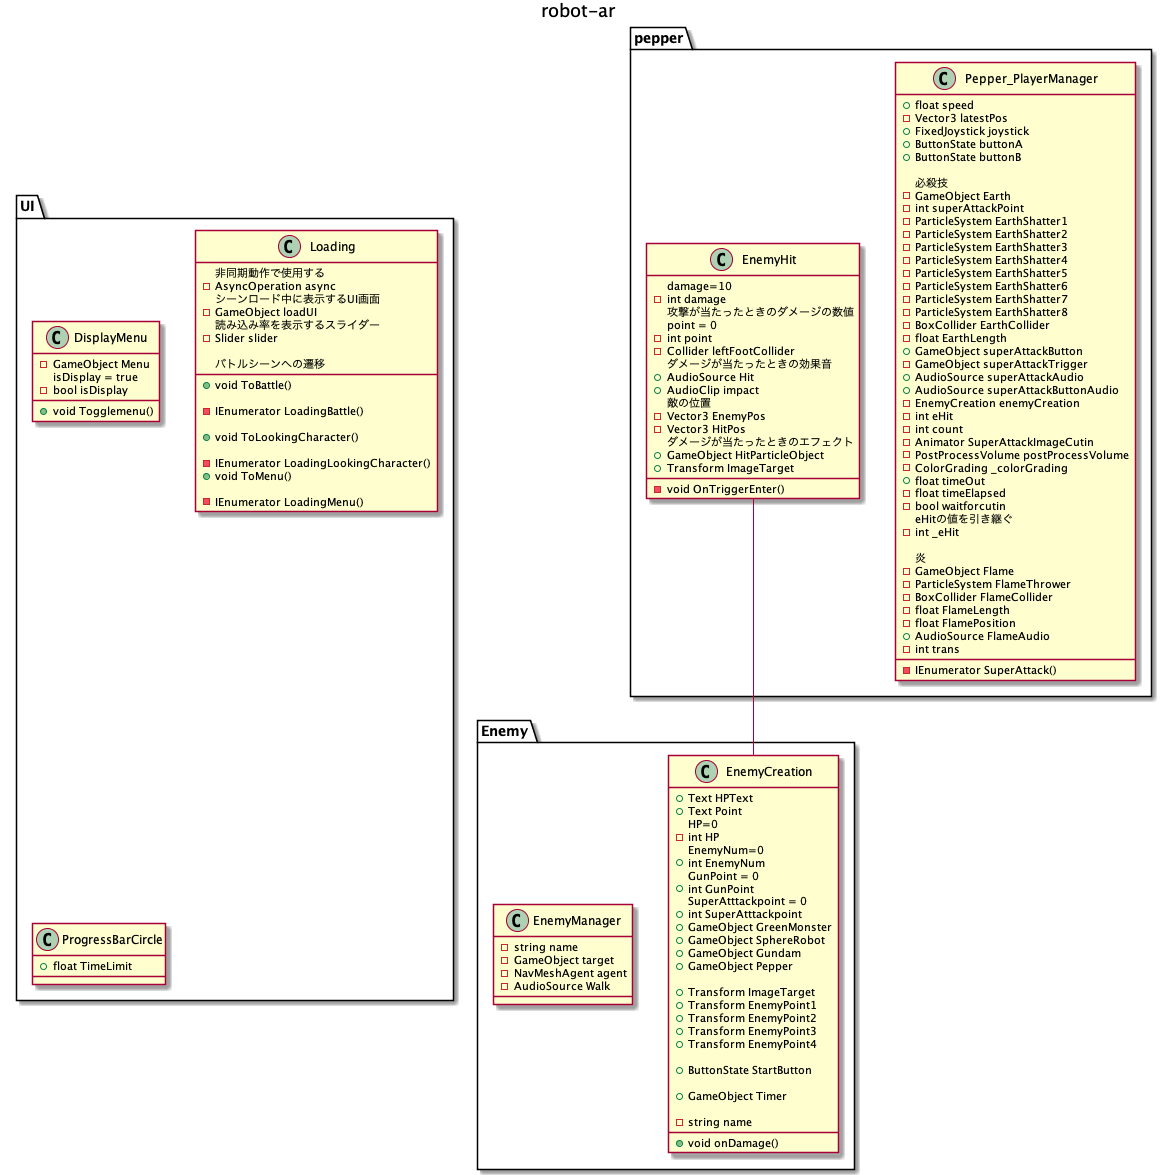 robot-ar
pepper
C Pepper_PlayerManager
float speed
Vector3 latestPos
FixedJoystick joystick
ButtonState buttonA
ButtonState buttonB
必殺技
GameObject Earth
int superAttackPoint
ParticleSystem EarthShatter1
ParticleSystem EarthShatter2
ParticleSystem EarthShatter3
ParticleSystem EarthShatter4
ParticleSystem EarthShatter5
ParticleSystem EarthShatter6
ParticleSystem EarthShatter7
ParticleSystem EarthShatter8
BoxCollider EarthCollider
float EarthLength
GameObject superAttackButton
GameObject superAttackTrigger
AudioSource superAttackAudio
AudioSource superAttackButtonAudio
EnemyCreation enemyCreation
int eHit
int count
Animator SuperAttackImageCutin
PostProcessVolume postProcessVolume
ColorGrading _colorGrading
float timeOut
float timeElapsed
bool waitforcutin
eHitの値を引き継ぐ
int _eHit
炎
GameObject Flame
ParticleSystem FlameThrower
BoxCollider FlameCollider
float FlameLength
float FlamePosition
AudioSource FlameAudio
int trans
IEnumerator SuperAttack()
C EnemyHit
damage=10
int damage
攻撃が当たったときのダメージの数値
point = 0
int point
Collider leftFootCollider
ダメージが当たったときの効果音
AudioSource Hit
AudioClip impact
敵の位置
Vector3 EnemyPos
Vector3 HitPos
ダメージが当たったときのエフェクト
GameObject HitParticleObject
Transform ImageTarget
void OnTriggerEnter()
UI
C Loading
非同期動作で使用する
AsyncOperation async
シーンロード中に表示するUI画面
GameObject loadUI
読み込み率を表示するスライダー
Slider slider
バトルシーンへの遷移
void ToBattle()
IEnumerator LoadingBattle()
void ToLookingCharacter()
IEnumerator LoadingLookingCharacter()
void ToMenu()
IEnumerator LoadingMenu()
C DisplayMenu
GameObject Menu
isDisplay = true
bool isDisplay
void Togglemenu()
C ProgressBarCircle
float TimeLimit
Enemy
C EnemyCreation
Text HPText
Text Point
HP=0
int HP
EnemyNum=0
int EnemyNum
GunPoint = 0
int GunPoint
SuperAtttackpoint = 0
int SuperAtttackpoint
GameObject GreenMonster
GameObject SphereRobot
GameObject Gundam
GameObject Pepper
Transform ImageTarget
Transform EnemyPoint1
Transform EnemyPoint2
Transform EnemyPoint3
Transform EnemyPoint4
ButtonState StartButton
GameObject Timer
string name
void onDamage()
C EnemyManager
string name
GameObject target
NavMeshAgent agent
AudioSource Walk